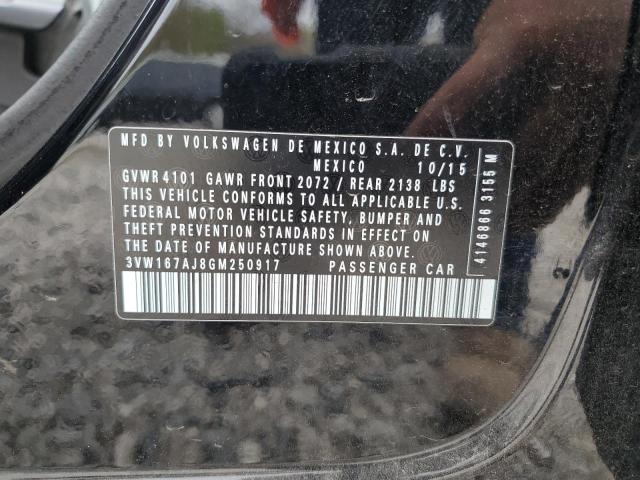 MFD BY VOLKSWAGEN DE MEXICO S.A. DE C.V.
MEXICO 10/15
GVWR 4101 GAWR FRONT 2072 / REAR 2138 LBS
THIS VEHICLE CONFORMS TO ALL APPLICABLE U.S.
FEDERAL MOTOR VEHICLE SAFETY, BUMPER AND
THEFT PREVENTION STANDARDS IN EFFECT ON
THE DATE OF MANUFACTURE SHOWN ABOVE.
3VW167AJ8GM250917 PASSENGER CAR
4146866 3155 M